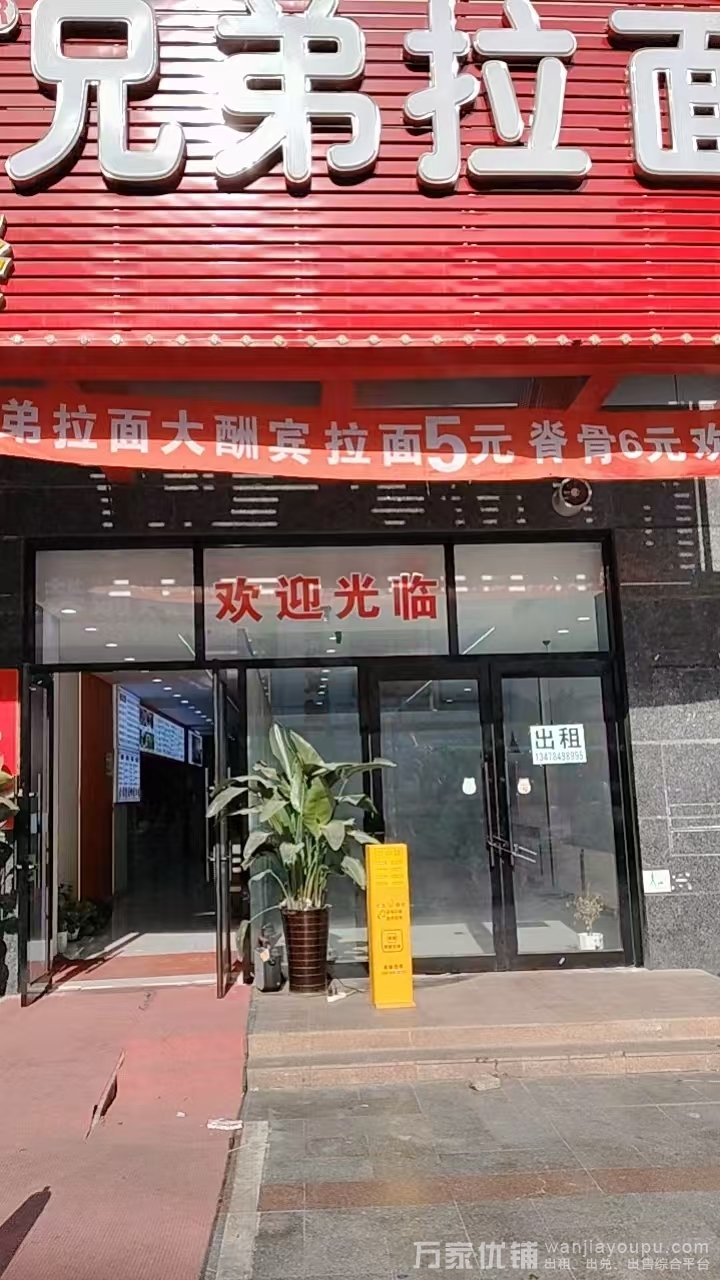 兄弟拉面
弟拉面大酬宾 拉面5元 脊骨6元欢
欢迎光临
出租
13478498955
万家优铺 wanjiayoupu.com
出租、出兑、出售综合平台